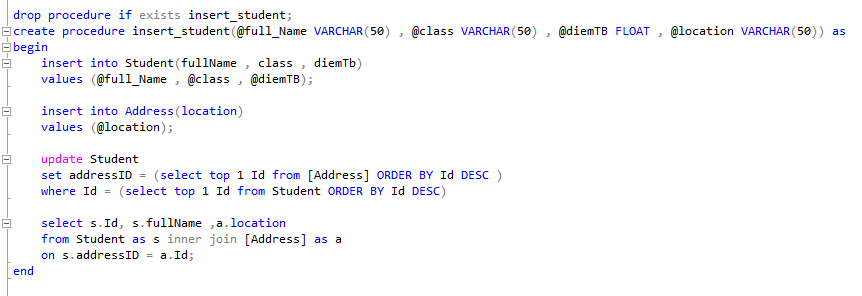 drop procedure if exists insert_student;
create procedure insert_student(@full_Name VARCHAR(50) , @class VARCHAR(50) , @diemTB FLOAT , @location VARCHAR(50)) as
begin
insert into Student(fullName , class , diemTb)
values (@full_Name , @class , @diemTB);
insert into Address(location)
values (@location);
update Student
set addressID = (select top 1 Id from [Address] ORDER BY Id DESC )
where Id = (select top 1 Id from Student ORDER BY Id DESC)
select s.Id, s.fullName ,a.location
from Student as s inner join [Address] as a
on s.addressID = a.Id;
end